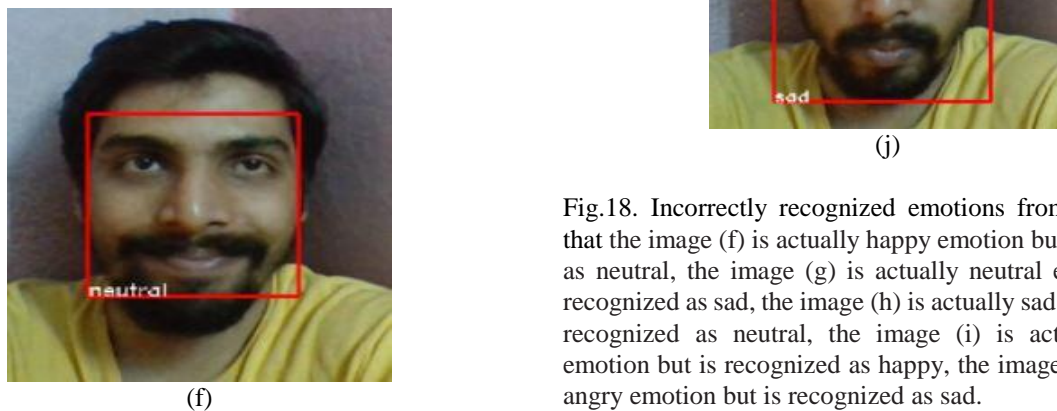 neutral
(f)
sad
(j)
Fig.18. Incorrectly recognized emotions from
that the image (f) is actually happy emotion bu
as neutral, the image (g) is actually neutral e
recognized as sad, the image (h) is actually sad
recognized as neutral, the image (i) is act
emotion but is recognized as happy, the image
angry emotion but is recognized as sad.